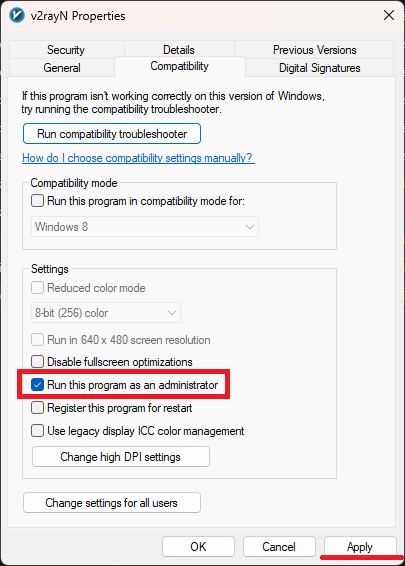 v2rayN Properties
Security Details Previous Versions
General Compatibility Digital Signatures
If this program isn't working correctly on this version of Windows,
try running the compatibility troubleshooter.
Run compatibility troubleshooter
How do I choose compatibility settings manually?
Compatibility mode
Run this program in compatibility mode for:
Windows 8
Settings
Reduced color mode
8-bit (256) color
Run in 640 x 480 screen resolution
Disable fullscreen optimizations
Run this program as an administrator
Register this program for restart
Use legacy display ICC color management
Change high DPI settings
Change settings for all users
OK Cancel Apply